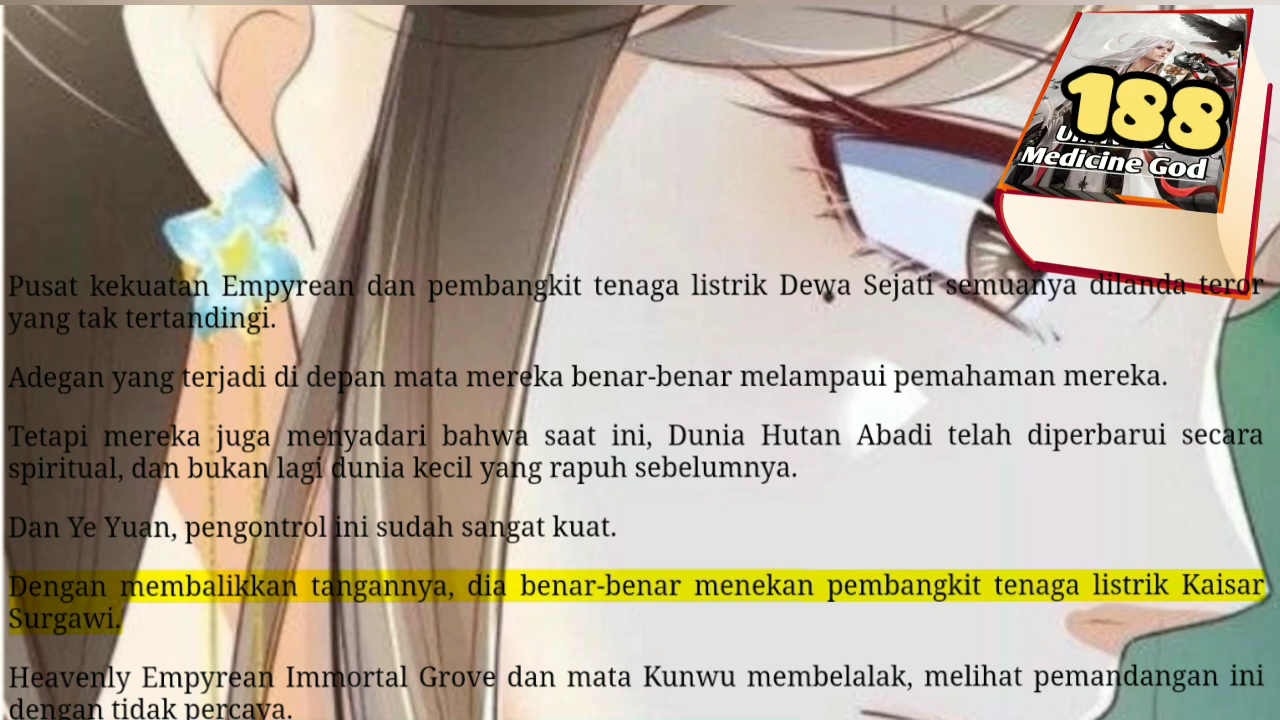 188
Medicine God
Pusat kekuatan Empyrean dan pembangkit tenaga listrik Dewa Sejati semuanya dilanda teror
yang tak tertandingi.
Adegan yang terjadi di depan mata mereka benar-benar melampaui pemahaman mereka.
Tetapi mereka juga menyadari bahwa saat ini, Dunia Hutan Abadi telah diperbarui secara
spiritual, dan bukan lagi dunia kecil yang rapuh sebelumnya.
Dan Ye Yuan, pengontrol ini sudah sangat kuat.
Dengan membalikkan tangannya, dia benar-benar menekan pembangkit tenaga listrik Kaisar
Surgawi.
Heavenly Empyrean Immortal Grove dan mata Kunwu membelalak, melihat pemandangan ini
dengan tidak percaya.